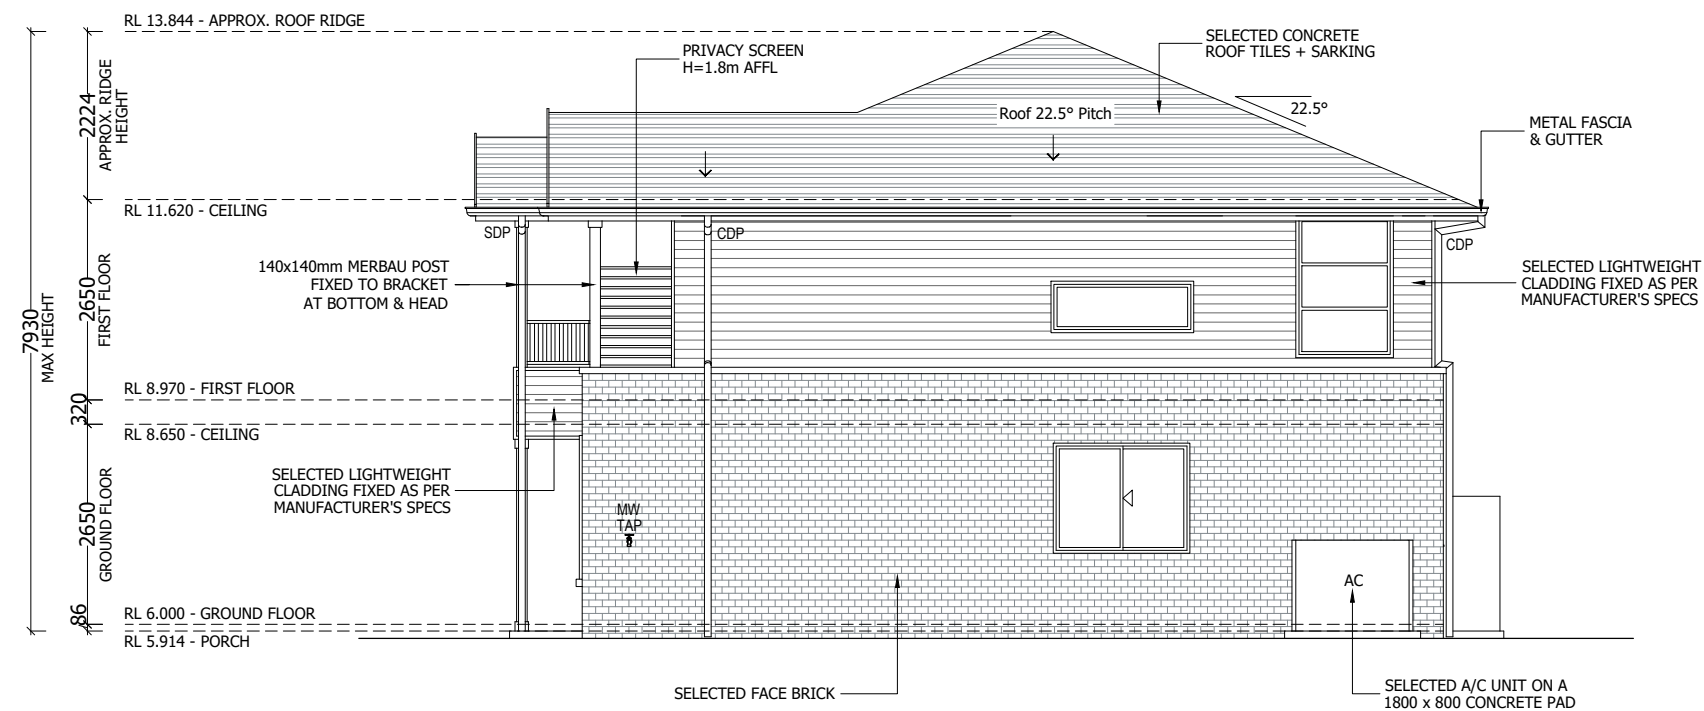 RL 13.844 - APPROX. ROOF RIDGE
PRIVACY SCREEN
H=1.8m AFFL
SELECTED CONCRETE
ROOF TILES + SARKING
Roof 22.5° Pitch
22.5°
METAL FASCIA
& GUTTER
2224
APPROX. RIDGE
HEIGHT
RL 11.620 - CEILING
SDP
CDP
CDP
140x140mm MERBAU POST
FIXED TO BRACKET
AT BOTTOM & HEAD
SELECTED LIGHTWEIGHT
CLADDING FIXED AS PER
MANUFACTURER'S SPECS
2650
FIRST FLOOR
7930
MAX HEIGHT
RL 8.970 - FIRST FLOOR
320
RL 8.650 - CEILING
SELECTED LIGHTWEIGHT
CLADDING FIXED AS PER
MANUFACTURER'S SPECS
2650
GROUND FLOOR
MW
TAP
AC
86
RL 6.000 - GROUND FLOOR
RL 5.914 - PORCH
SELECTED FACE BRICK
SELECTED A/C UNIT ON A
1800 x 800 CONCRETE PAD